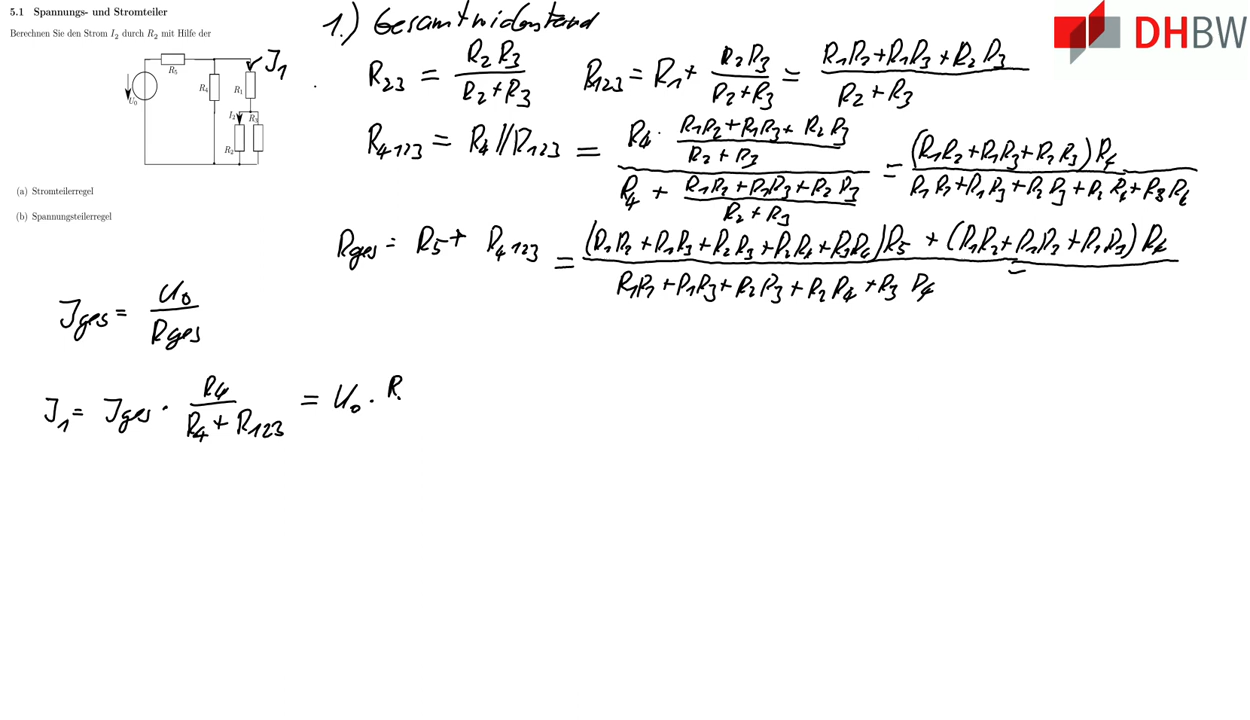 5.1 Spannungs- und Stromteiler
Berechnen Sie den Strom I₂ durch R₂ mit Hilfe der
U₀
R₅
R₄
R₁
J₁
I₂
R₃
R₂
(a) Stromteilerregel
(b) Spannungsteilerregel
DHBW
1.) Gesamtwiderstand
R₂₃ = (R₂R₃)/(R₂+R₃) R₁₂₃ = R₁ + (R₂R₃)/(R₂+R₃) = (R₁R₂+R₁R₃+R₂R₃)/(R₂+R₃)
R₄₁₂₃ = R₄//R₁₂₃ = (R₄ · (R₁R₂+R₁R₃+R₂R₃)/(R₂+R₃))/(R₄ + (R₁R₂+R₁R₃+R₂R₃)/(R₂+R₃)) = ((R₁R₂+R₁R₃+R₂R₃)R₄)/(R₁R₂+R₁R₃+R₂R₃+R₂R₄+R₃R₄)
Rges = R₅ + R₄₁₂₃ = ((R₁R₂+R₁R₃+R₂R₃+R₂R₄+R₃R₄)R₅ + (R₁R₂+R₁R₃+R₂R₃)R₄)/(R₁R₂+R₁R₃+R₂R₃+R₂R₄+R₃R₄) =
Jges = U₀/Rges
J₁ = Jges · R₄/(R₄+R₁₂₃) = U₀ · R